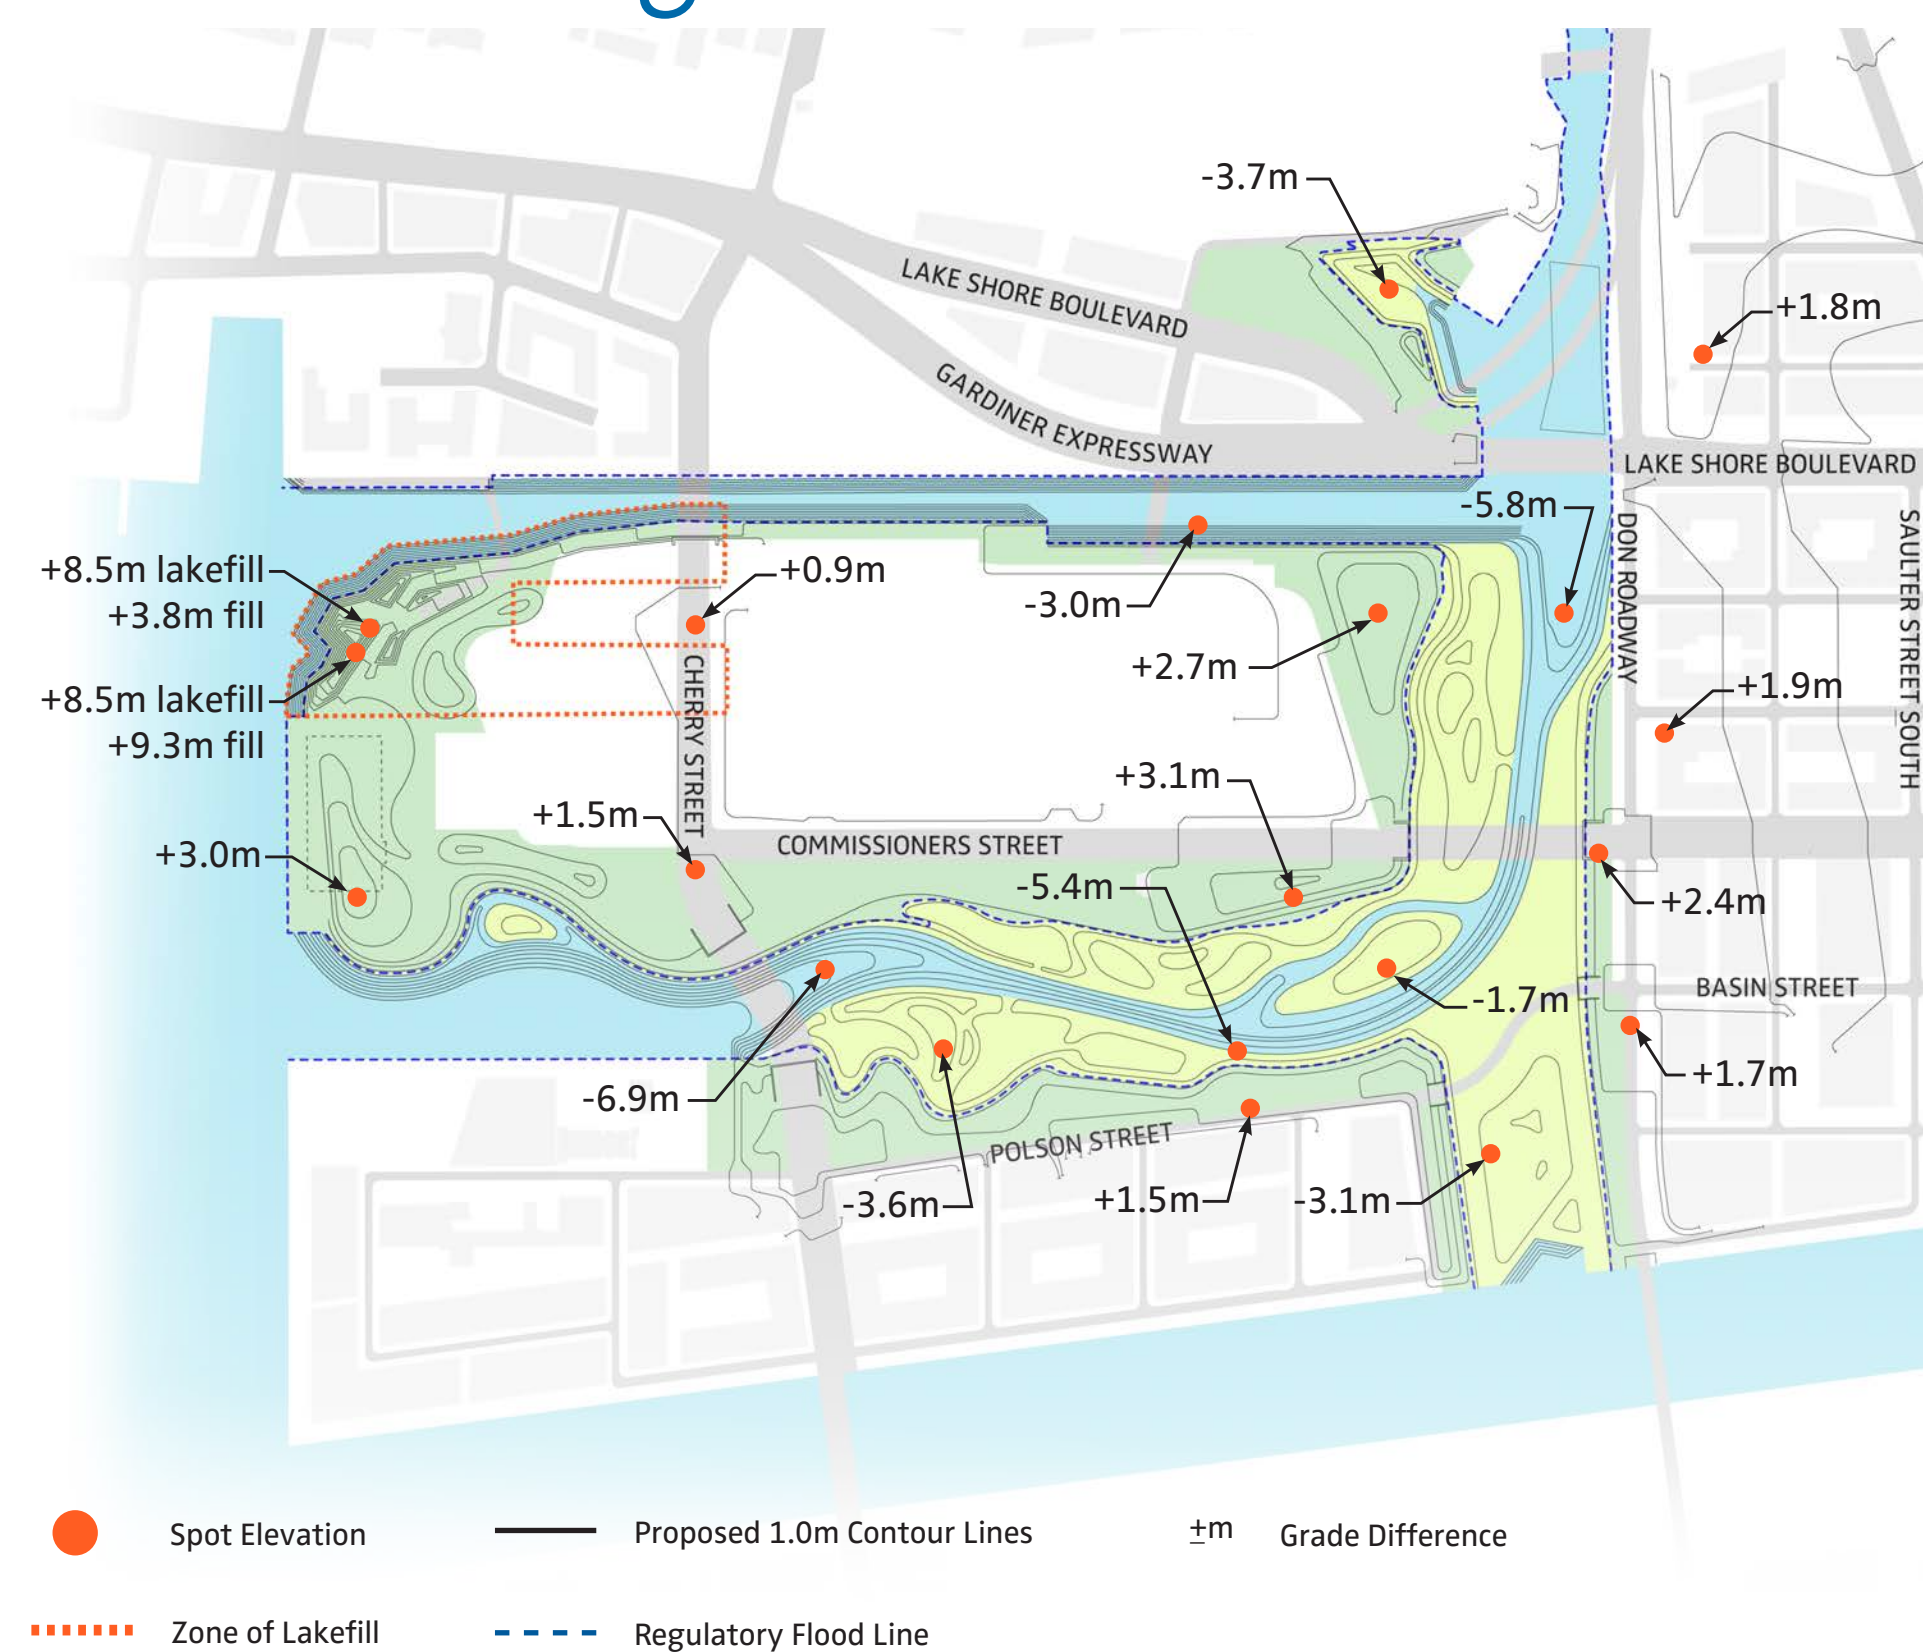 g
-3.7m
+1.8m
LAKE SHORE BOULEVARD
GARDINER EXPRESSWAY
LAKE SHORE BOULEVARD
-5.8m
DON ROADWAY
SAULTER STREET SOUTH
+8.5m lakefill
+3.8m fill
+0.9m
-3.0m
+2.7m
+8.5m lakefill
+9.3m fill
CHERRY STREET
+1.9m
+3.1m
+1.5m
COMMISSIONERS STREET
+3.0m
-5.4m
+2.4m
-1.7m
BASIN STREET
+1.7m
-6.9m
POLSON STREET
-3.6m
+1.5m
-3.1m
Spot Elevation
Proposed 1.0m Contour Lines
±m Grade Difference
Zone of Lakefill
Regulatory Flood Line